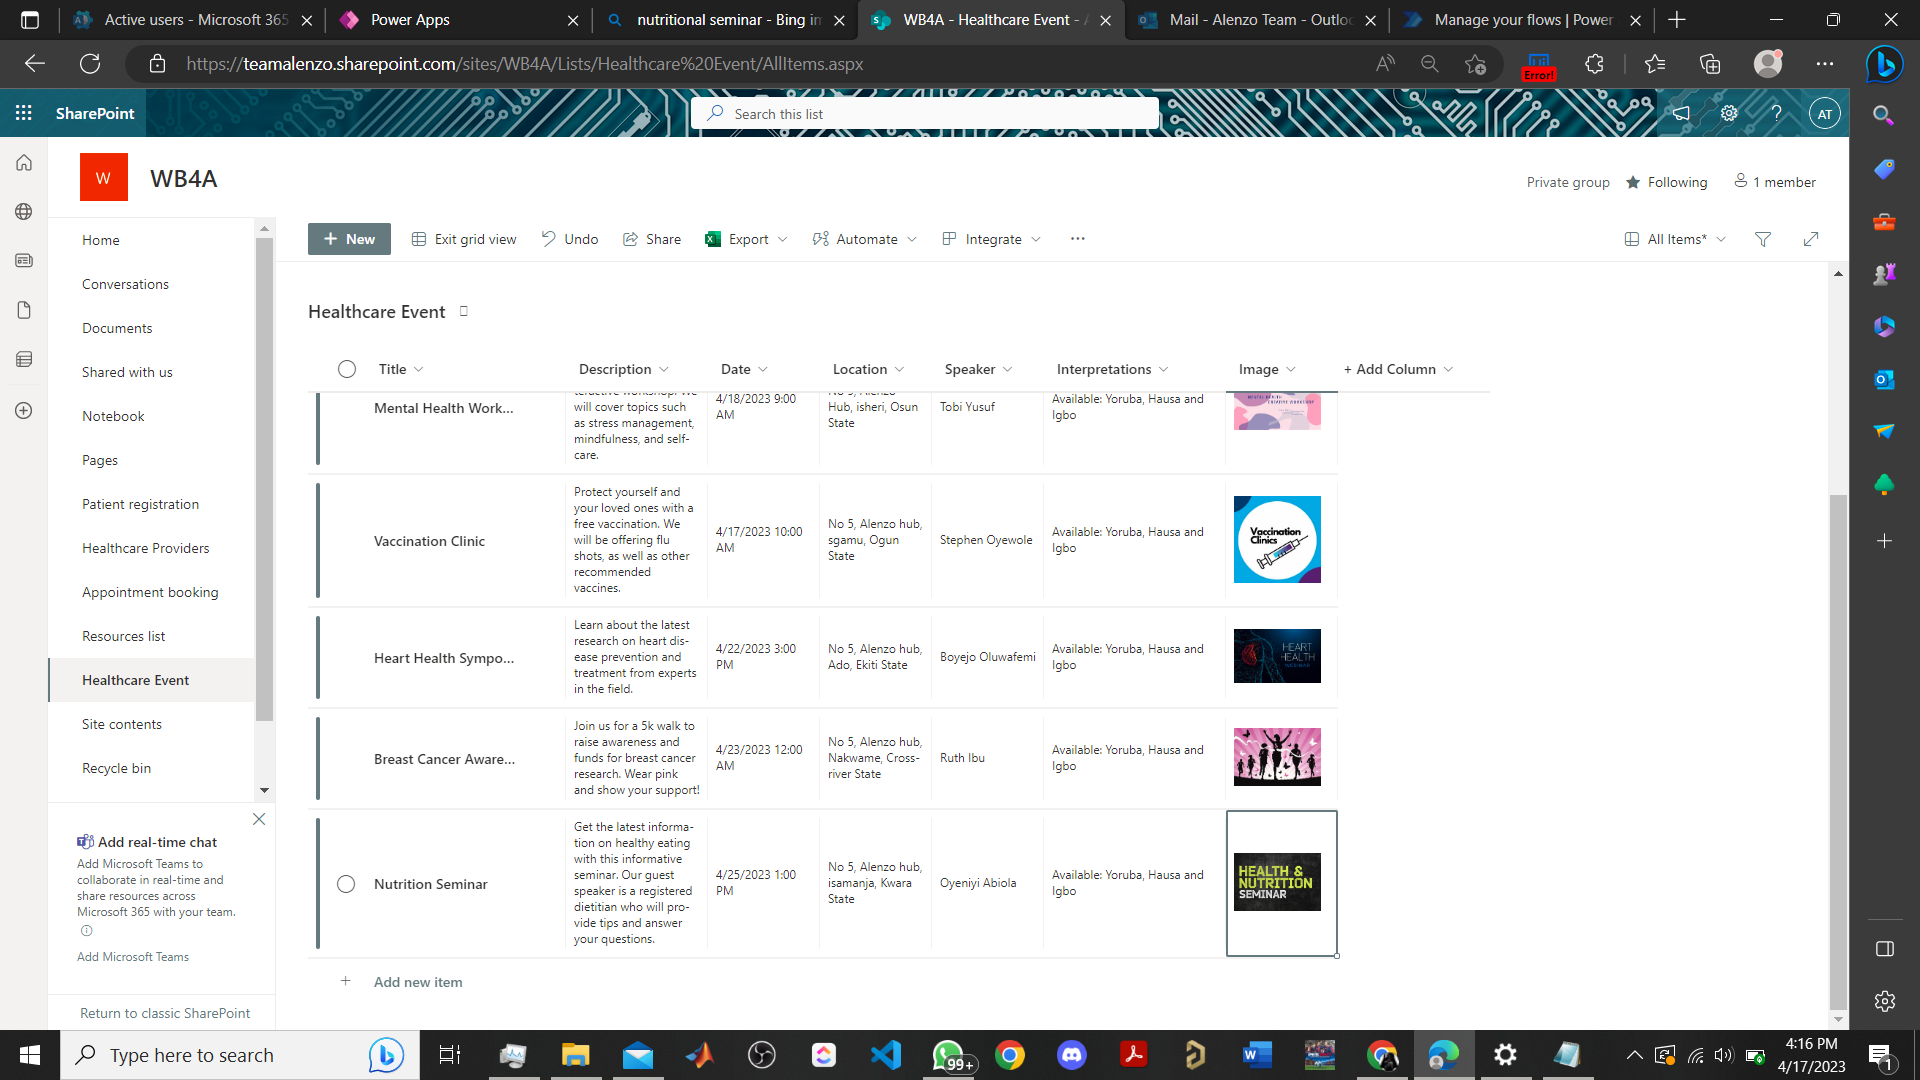 Active users - Microsoft 365
Power Apps
nutritional seminar - Bing im
WB4A - Healthcare Event - A
Mail - Alenzo Team - Outloo
Manage your flows | Power
https://teamalenzo.sharepoint.com/sites/WB4A/Lists/Healthcare%20Event/AllItems.aspx
Error!
SharePoint
Search this list
AT
W
WB4A
Private group
Following
1 member
Home
Conversations
Documents
Shared with us
Notebook
Pages
Patient registration
Healthcare Providers
Appointment booking
Resources list
Healthcare Event
Site contents
Recycle bin
Add real-time chat
Add Microsoft Teams to
collaborate in real-time and
share resources across
Microsoft 365 with your team.
Add Microsoft Teams
Return to classic SharePoint
+ New
Exit grid view
Undo
Share
Export
Automate
Integrate
All Items*
Healthcare Event
Title
Description
Date
Location
Speaker
Interpretations
Image
+ Add Column
Mental Health Work...
will cover topics such
as stress management,
mindfulness, and self-
care.
4/18/2023 9:00
AM
Hub, isheri, Osun
State
Tobi Yusuf
Available: Yoruba, Hausa and
Igbo
Vaccination Clinic
Protect yourself and
your loved ones with a
free vaccination. We
will be offering flu
shots, as well as other
recommended
vaccines.
4/17/2023 10:00
AM
No 5, Alenzo hub,
sgamu, Ogun
State
Stephen Oyewole
Available: Yoruba, Hausa and
Igbo
Vaccination
Clinics
Heart Health Sympo...
Learn about the latest
research on heart dis-
ease prevention and
treatment from experts
in the field.
4/22/2023 3:00
PM
No 5, Alenzo hub,
Ado, Ekiti State
Boyejo Oluwafemi
Available: Yoruba, Hausa and
Igbo
HEART
HEALTH
WEBINAR
Breast Cancer Aware...
Join us for a 5k walk to
raise awareness and
funds for breast cancer
research. Wear pink
and show your support!
4/23/2023 12:00
AM
No 5, Alenzo hub,
Nakwame, Cross-
river State
Ruth Ibu
Available: Yoruba, Hausa and
Igbo
Nutrition Seminar
Get the latest informa-
tion on healthy eating
with this informative
seminar. Our guest
speaker is a registered
dietitian who will pro-
vide tips and answer
your questions.
4/25/2023 1:00
PM
No 5, Alenzo hub,
isamanja, Kwara
State
Oyeniyi Abiola
Available: Yoruba, Hausa and
Igbo
HEALTH &
NUTRITION
SEMINAR
+ Add new item
Type here to search
99+
4:16 PM
4/17/2023
1